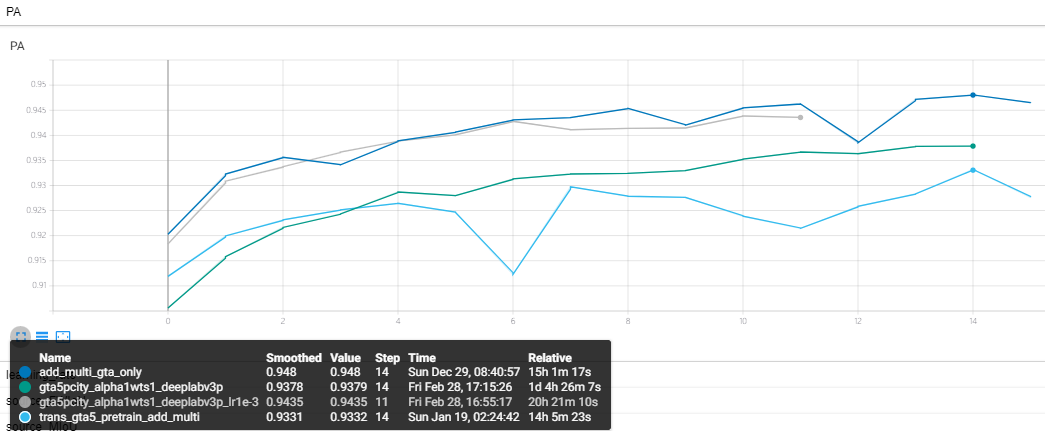 PA
PA
0.95
0.945
0.94
0.935
0.93
0.925
0.92
0.915
0.91
0 2 4 6 8 10 12 14
Name Smoothed Value Step Time Relative
add_multi_gta_only 0.948 0.948 14 Sun Dec 29, 08:40:57 15h 1m 17s
gta5pcity_alpha1wts1_deeplabv3p 0.9378 0.9379 14 Fri Feb 28, 17:15:26 1d 4h 26m 7s
gta5pcity_alpha1wts1_deeplabv3p_lr1e-3 0.9435 0.9435 11 Fri Feb 28, 16:55:17 20h 21m 10s
trans_gta5_pretrain_add_multi 0.9331 0.9332 14 Sun Jan 19, 02:24:42 14h 5m 23s